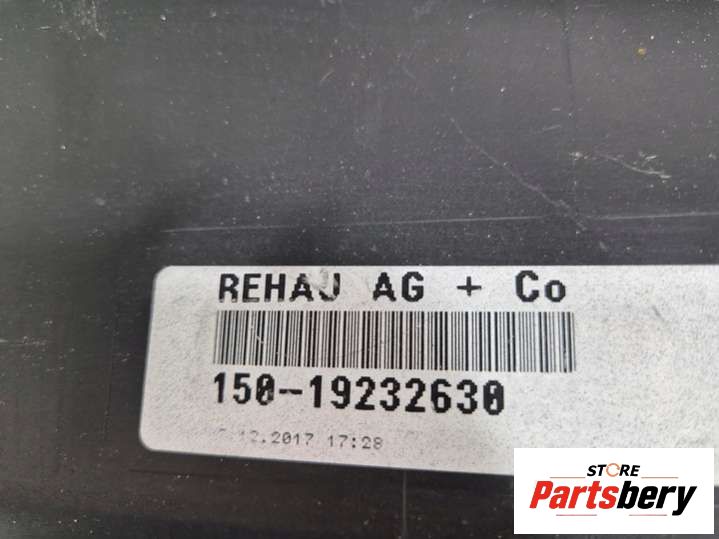 REHAU AG + Co
150-19232630
.12.2017 17:28
STORE
Partsbery